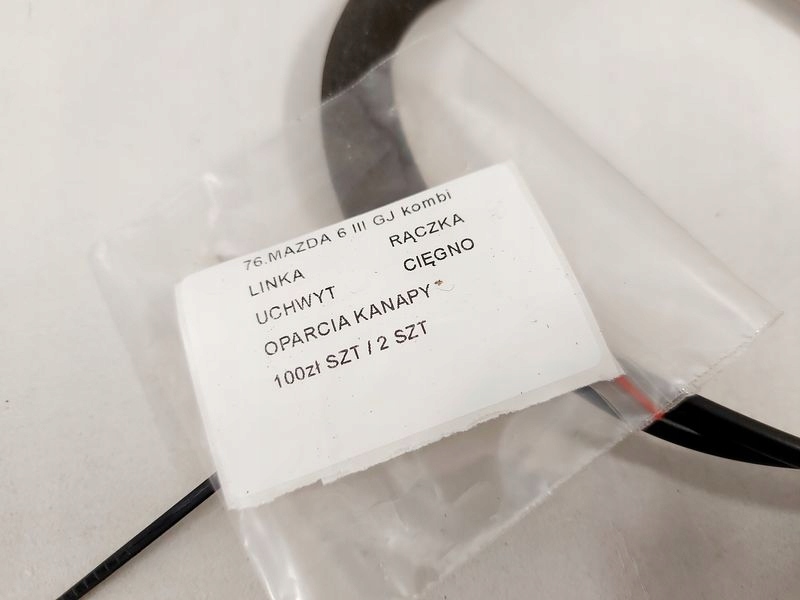 76.MAZDA 6 III GJ kombi
LINKA RĄCZKA
UCHWYT CIĘGNO
OPARCIA KANAPY
100zł SZT / 2 SZT